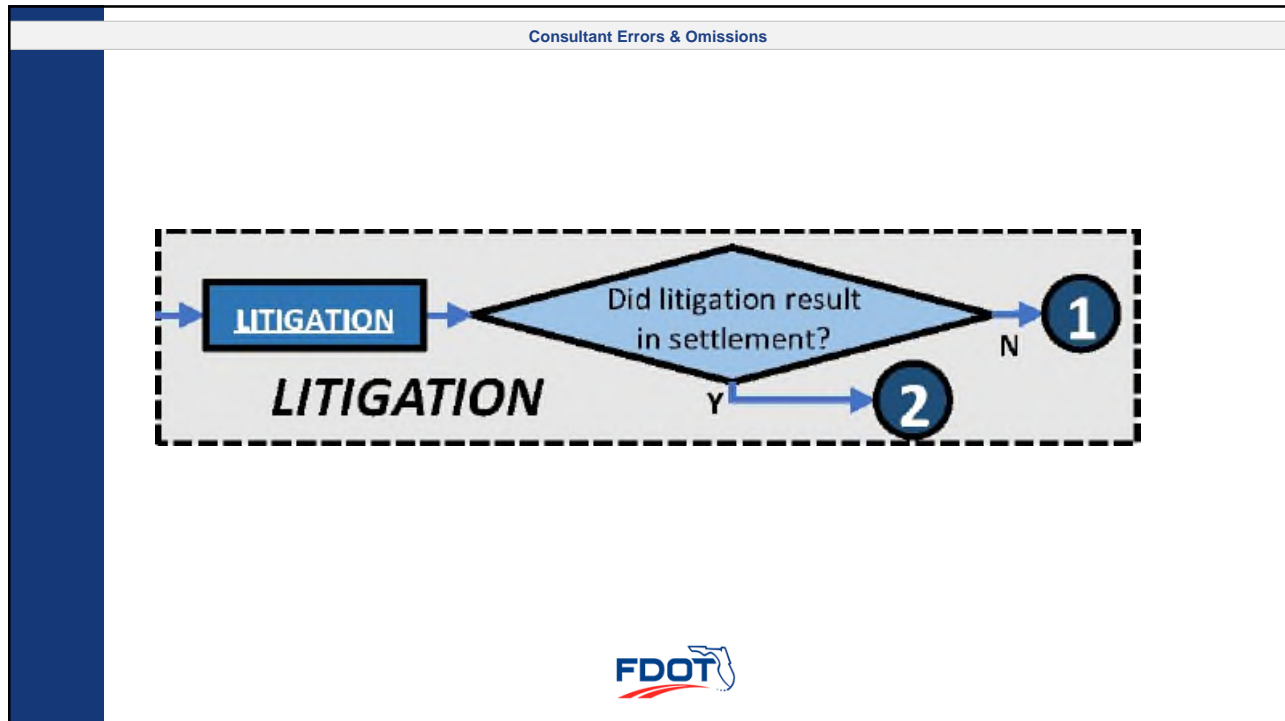 Consultant Errors & Omissions
LITIGATION
Did litigation result
in settlement?
N
1
LITIGATION
Y
2
FDOT